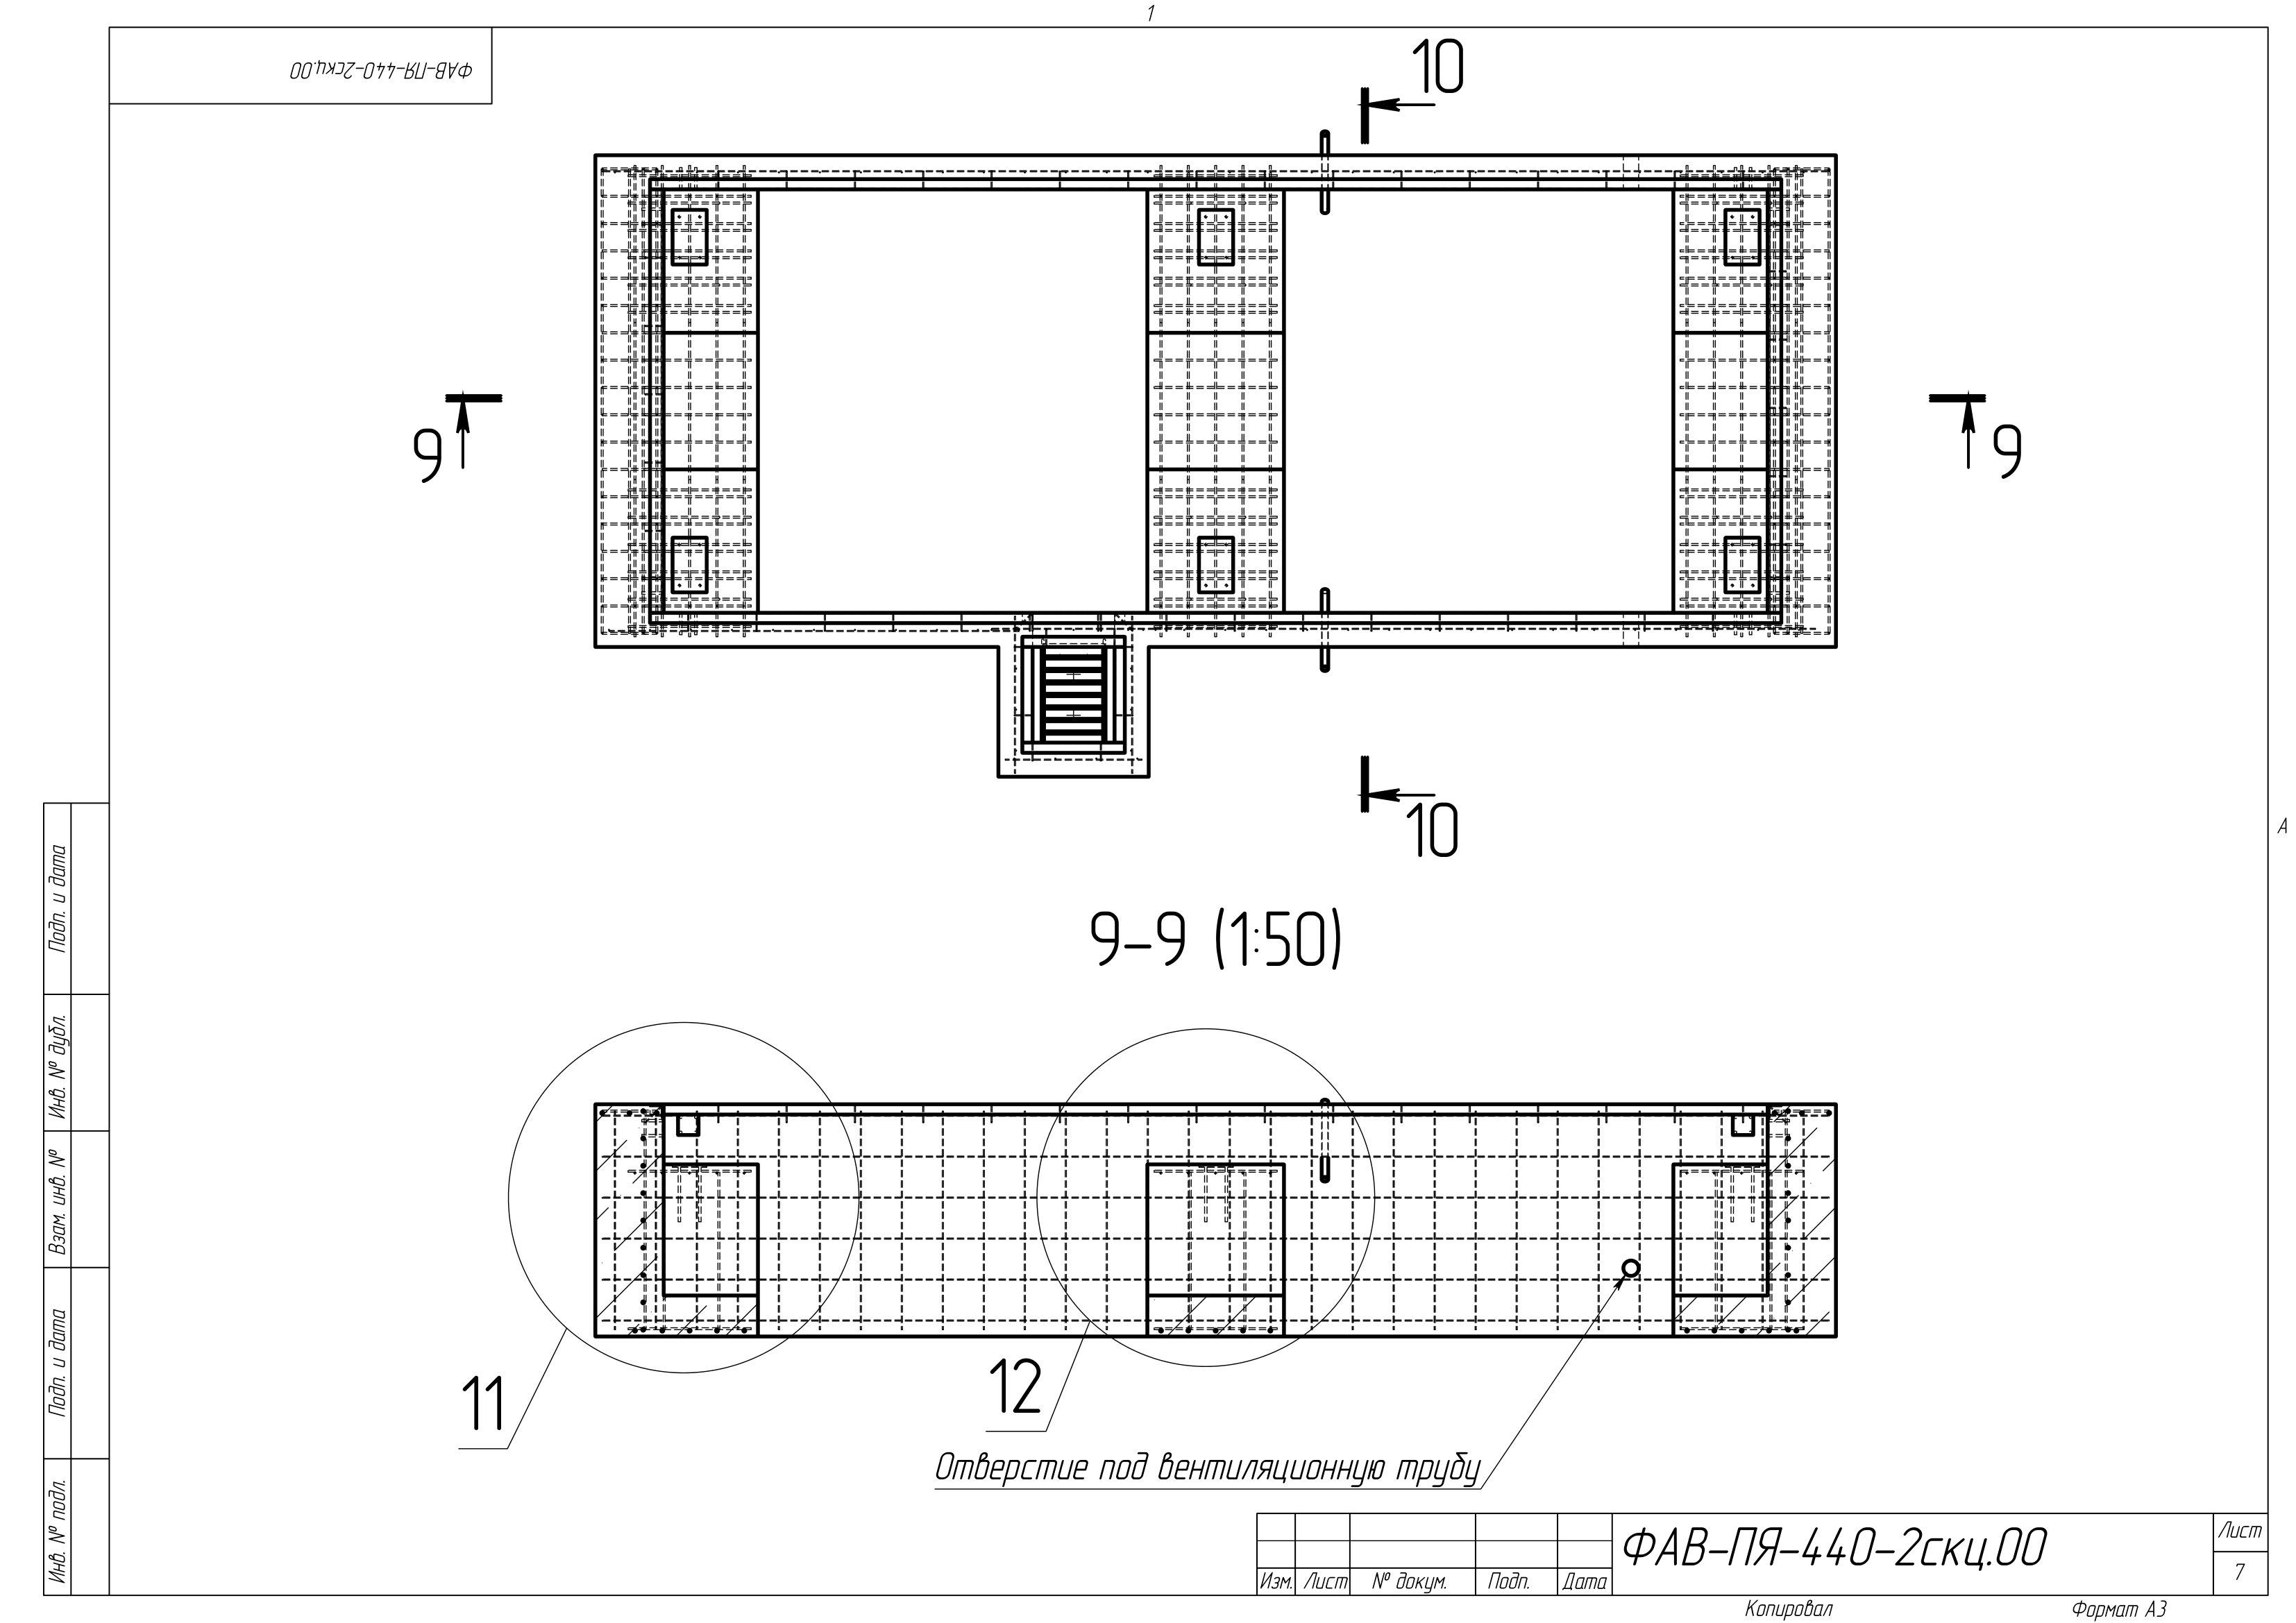 1
ФАВ-ПЯ-440-2скц.00
10
9
9
10
А
9-9 (1:50)
11
12
Отверстие под вентиляционную трубу
Подп. и дата
Инв. № дубл.
Взам. инв. №
Подп. и дата
Инв. № подл.
Изм. Лист № докум. Подп. Дата
ФАВ-ПЯ-440-2скц.00
Лист
7
Копировал Формат А3